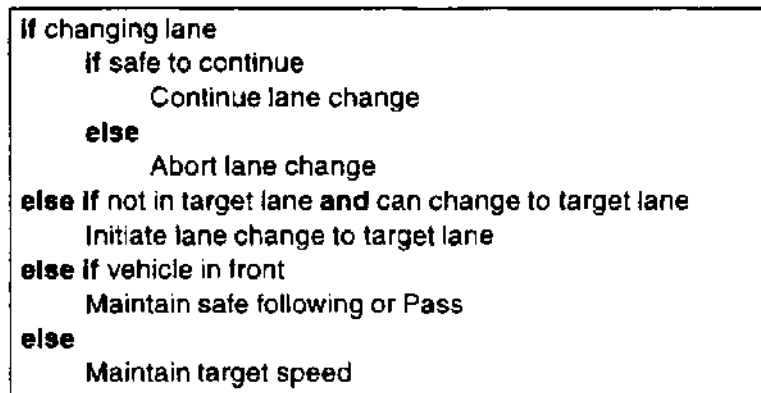 if changing lane
if safe to continue
Continue lane change
else
Abort lane change
else if not in target lane and can change to target lane
Initiate lane change to target lane
else if vehicle in front
Maintain safe following or Pass
else
Maintain target speed